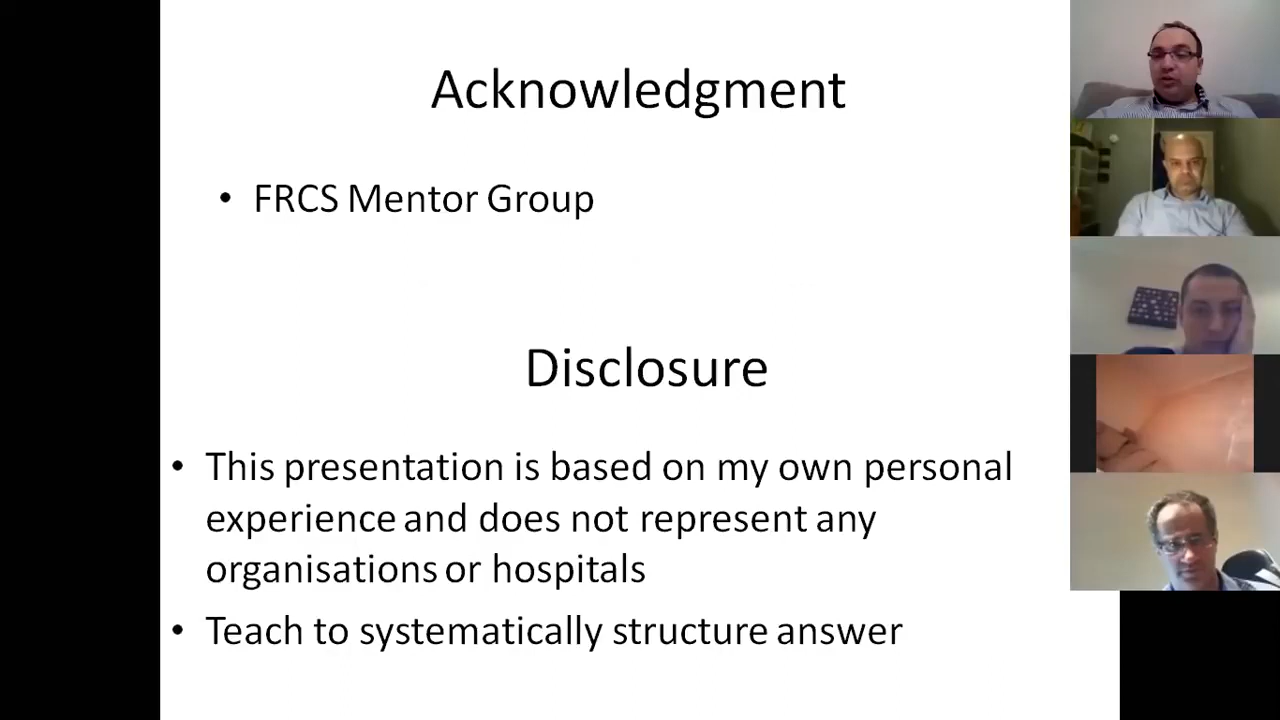 Acknowledgment
• FRCS Mentor Group
Disclosure
• This presentation is based on my own personal
experience and does not represent any
organisations or hospitals
• Teach to systematically structure answer